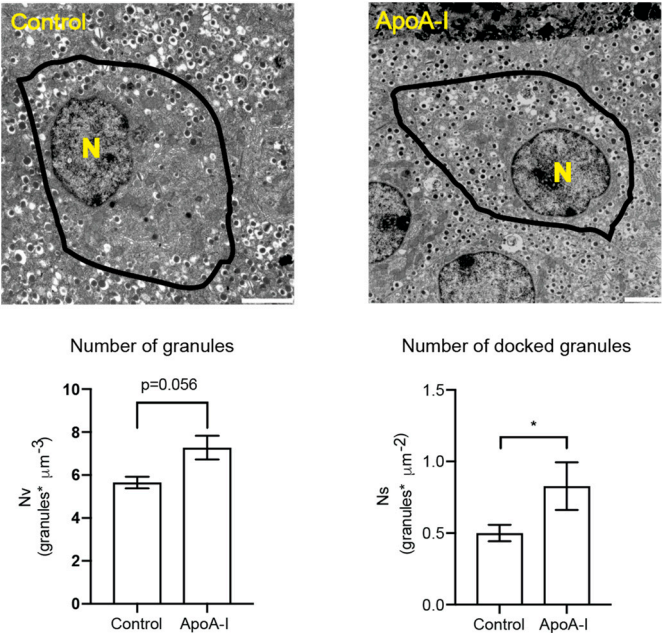 Control
ApoA-I
N
N
Number of granules
Number of docked granules
10
8
6
4
2
0
p=0.056
Nv
(granules* μm-3)
Control
ApoA-I
1.5
1.0
0.5
0.0
*
Ns
(granules* μm-2)
Control
ApoA-I